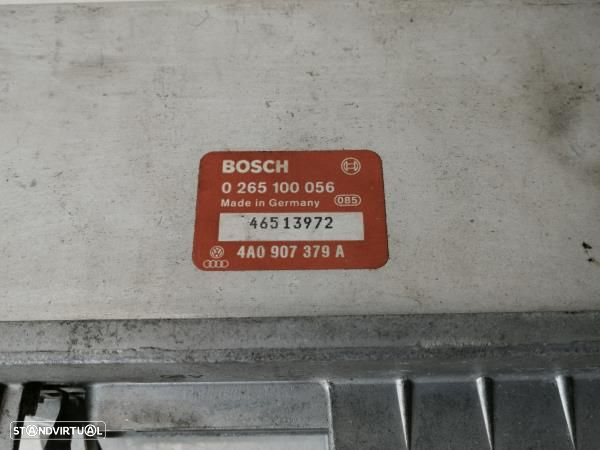 BOSCH
0 265 100 056
Made in Germany 085
46513972
4A0 907 379 A
STANDVIRTUAL